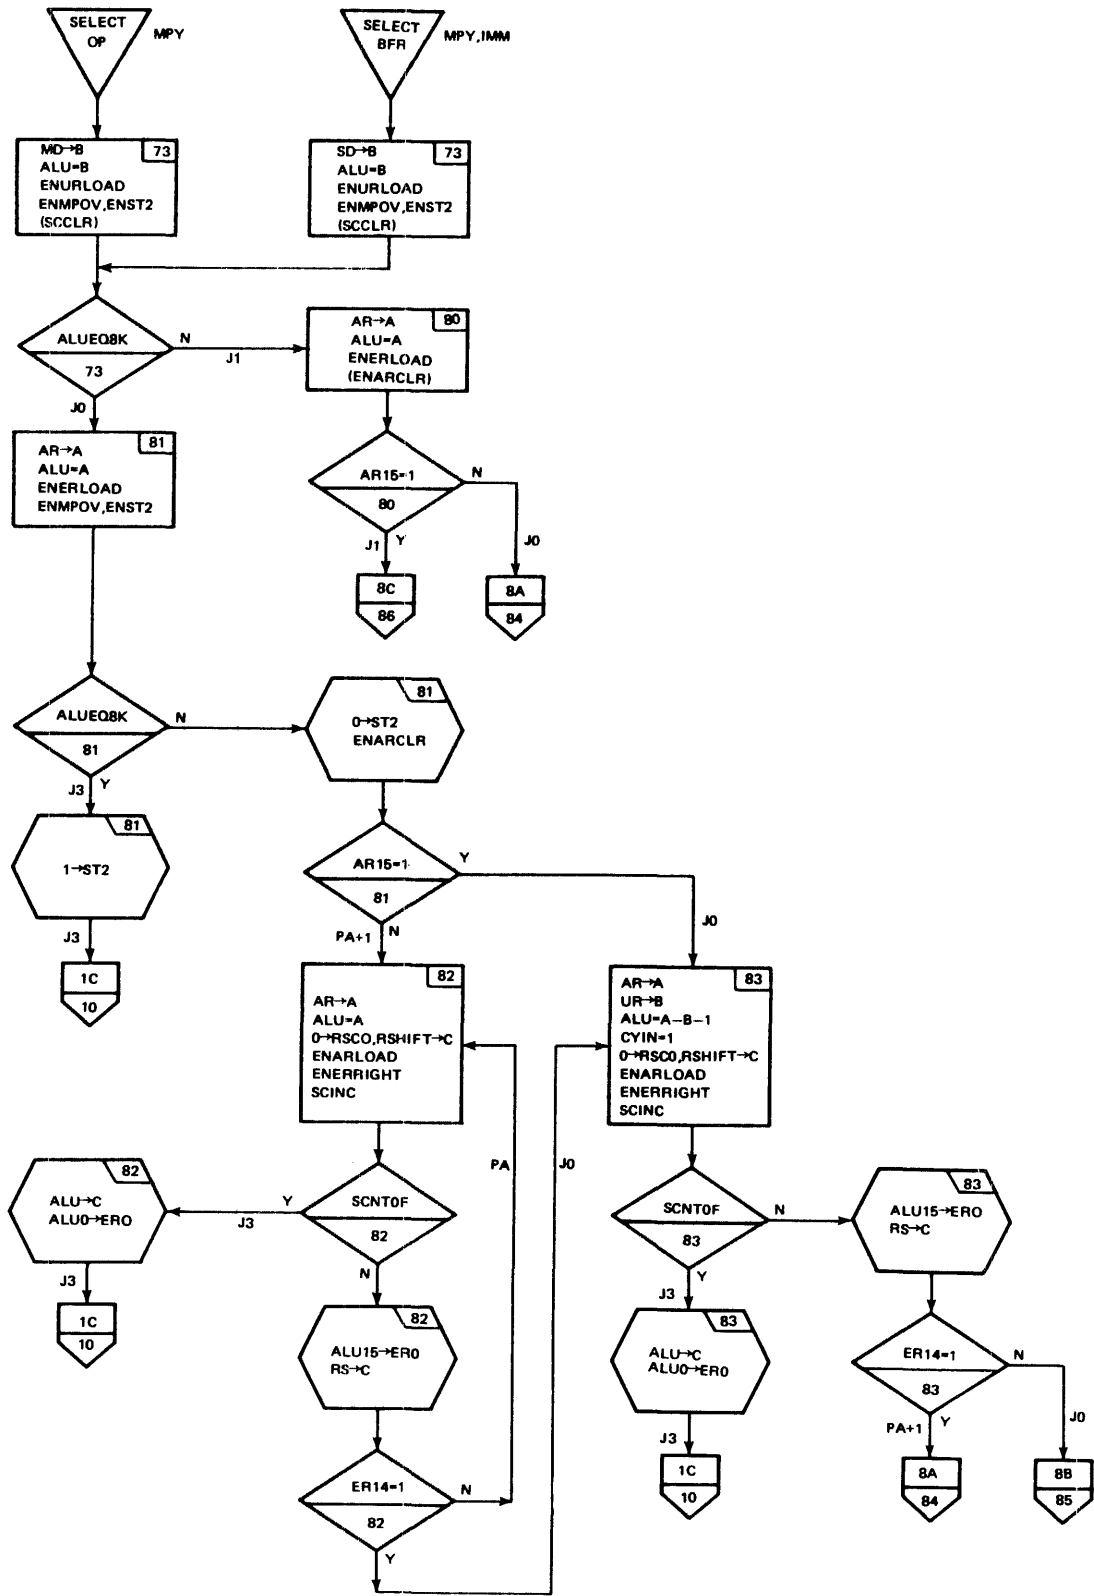 SELECT
OP
MPY
SELECT
BFR
MPY,IMM
73
MD→B
ALU=B
ENURLOAD
ENMPOV,ENST2
(SCCLR)
73
SD→B
ALU=B
ENURLOAD
ENMPOV,ENST2
(SCCLR)
ALUEQ8K
73
N
J1
J0
80
AR→A
ALU=A
ENERLOAD
(ENARCLR)
81
AR→A
ALU=A
ENERLOAD
ENMPOV,ENST2
AR15=1
80
N
J1
Y
J0
8C
86
8A
84
ALUEQ8K
81
N
J3
Y
81
0→ST2
ENARCLR
81
1→ST2
J3
1C
10
AR15=1
81
Y
PA+1
N
J0
82
AR→A
ALU=A
0→RSC0,RSHIFT→C
ENARLOAD
ENERRIGHT
SCINC
83
AR→A
UR→B
ALU=A-B-1
CYIN=1
0→RSC0,RSHIFT→C
ENARLOAD
ENERRIGHT
SCINC
PA
J0
82
ALU→C
ALU0→ER0
Y
J3
SCNT0F
82
N
J3
1C
10
SCNT0F
83
N
Y
J3
83
ALU15→ER0
RS→C
82
ALU15→ER0
RS→C
83
ALU→C
ALU0→ER0
ER14=1
83
N
PA+1
Y
J0
J3
1C
10
8A
84
8B
85
ER14=1
82
N
Y